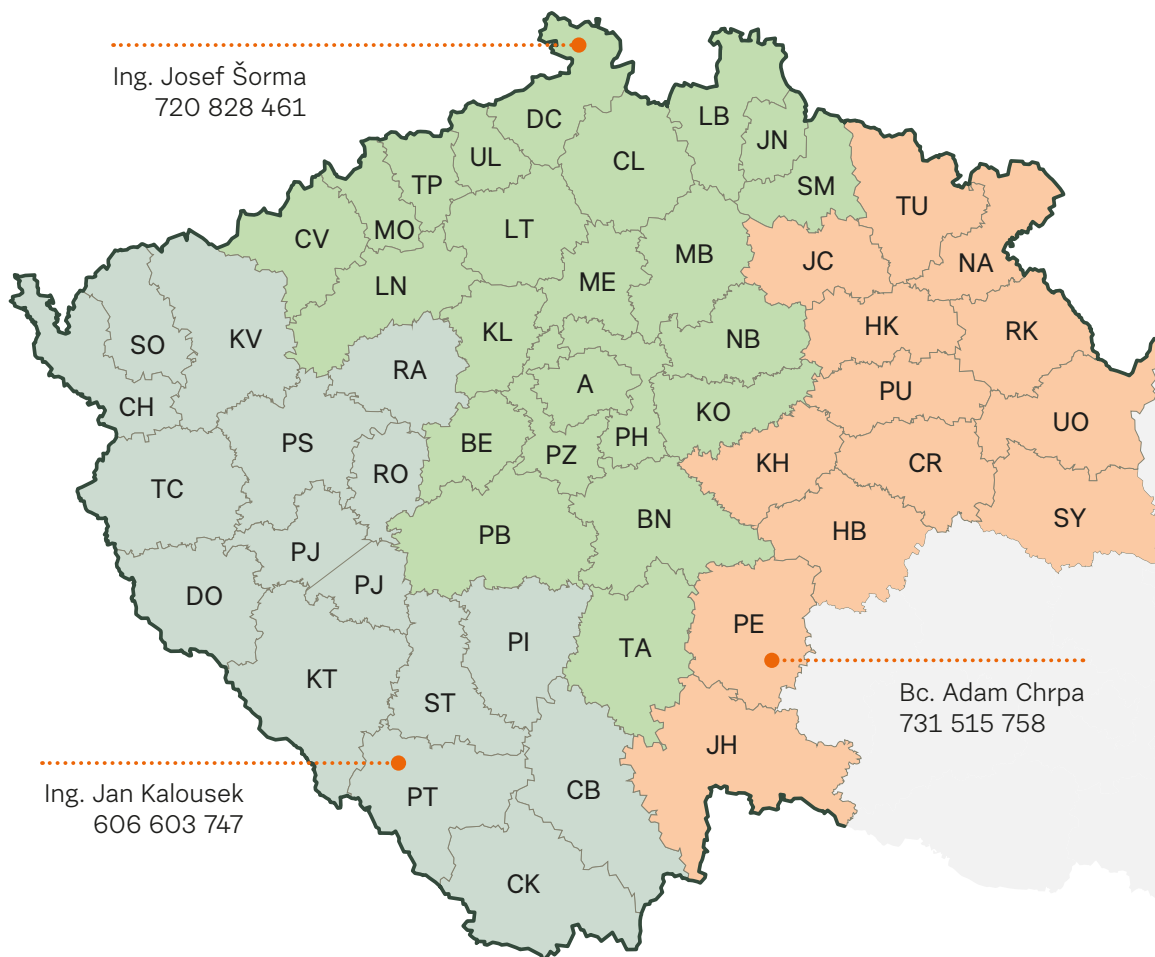 Ing. Josef Šorma
720 828 461
DC
LB
JN
UL
CL
TP
SM
TU
CV
MO
LT
MB
JC
NA
LN
ME
KL
NB
HK
RK
SO
KV
RA
A
PU
CH
KO
UO
PS
BE
PZ
PH
KH
CR
TC
RO
PB
BN
HB
SY
PJ
PJ
DO
PE
KT
PI
TA
ST
Bc. Adam Chrpa
731 515 758
JH
Ing. Jan Kalousek
606 603 747
PT
CB
CK